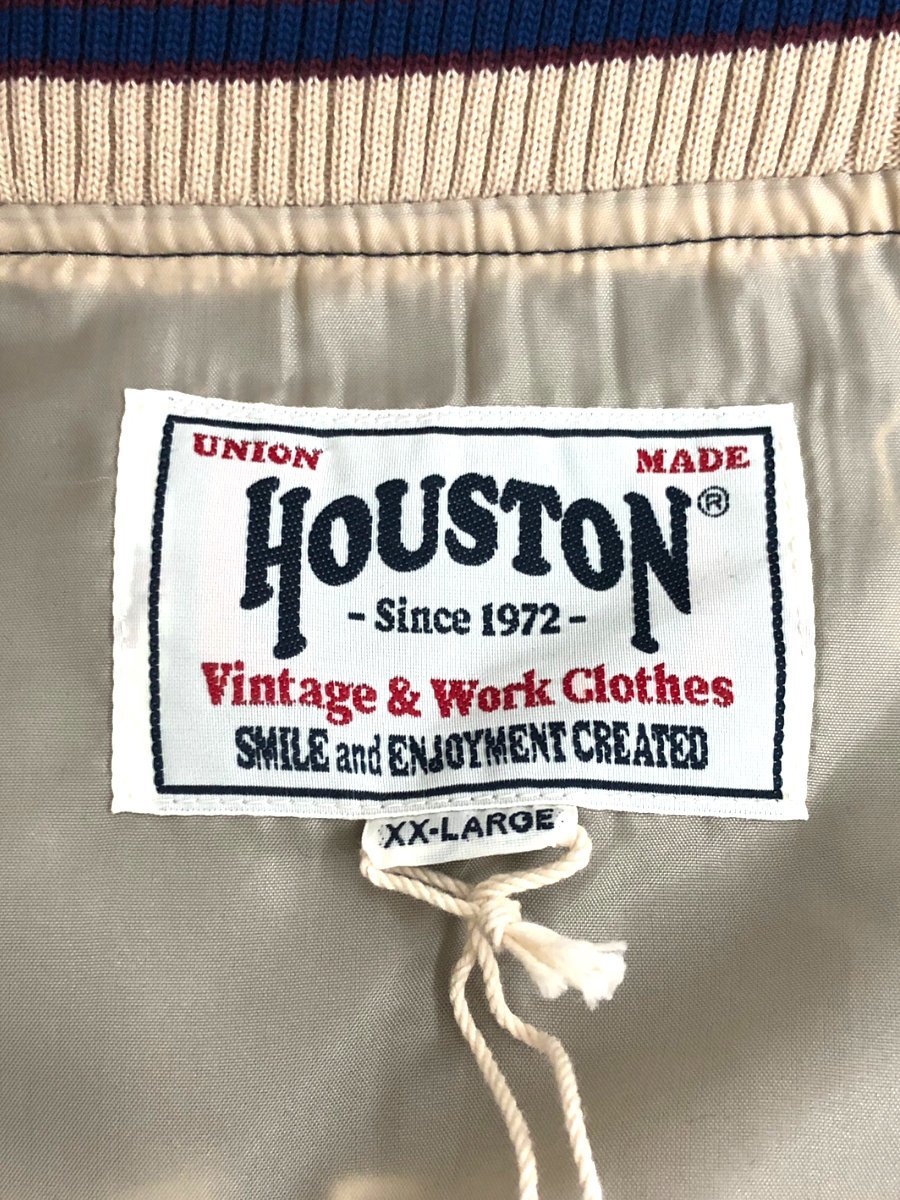 UNION MADE
HOUSTON®
- Since 1972 -
Vintage & Work Clothes
SMILE and ENJOYMENT CREATED
XX-LARGE